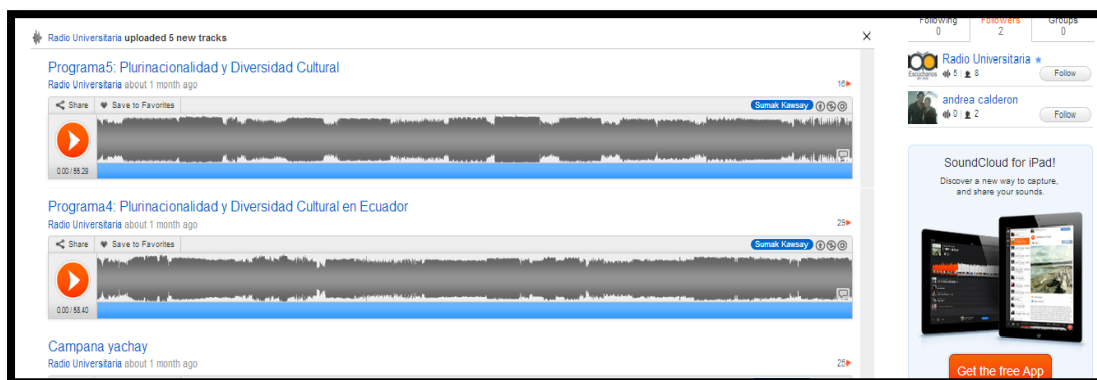 Radio Universitaria uploaded 5 new tracks
Programa5: Plurinacionalidad y Diversidad Cultural
Radio Universitaria about 1 month ago
16
Share Save to Favorites
Sumak Kawsay
0.00 / 56.29
Programa4: Plurinacionalidad y Diversidad Cultural en Ecuador
Radio Universitaria about 1 month ago
29
Share Save to Favorites
Sumak Kawsay
0.00 / 58.40
Campana yachay
Radio Universitaria about 1 month ago
25
Following Followers Groups
0 2 0
Radio Universitaria
5 | 8
Follow
Escúchanos
andrea calderon
0 | 2
Follow
SoundCloud for iPad!
Discover a new way to capture,
and share your sounds.
Get the free App